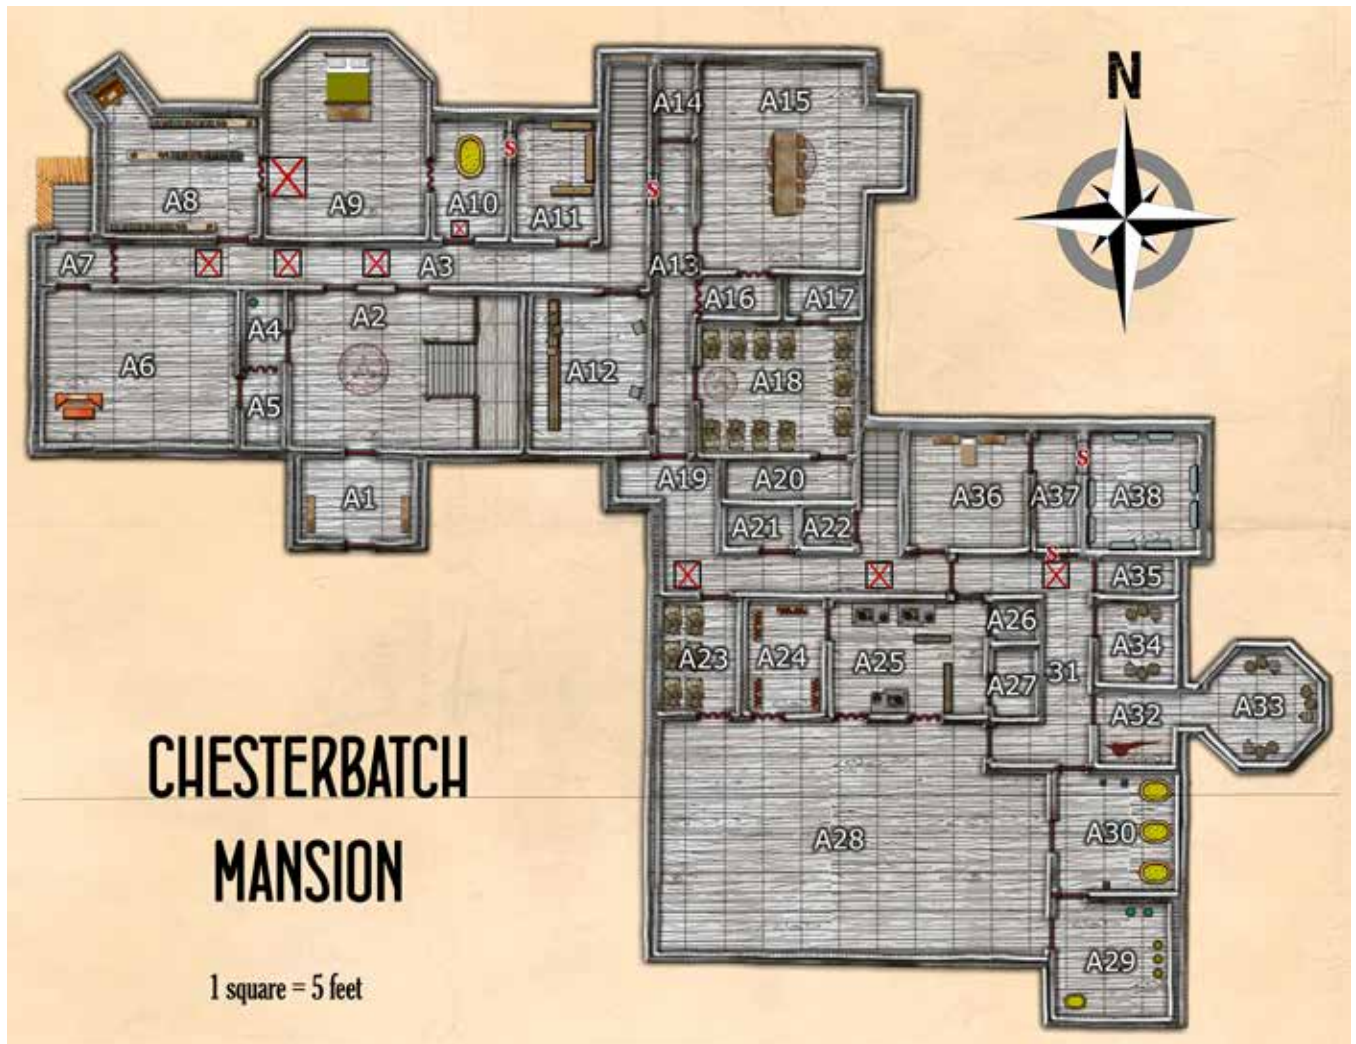 N
A14
A15
S
A8
A9
A10
A11
S
A7
A3
A13
A16
A17
A2
A4
A6
A12
A18
A5
A19
A20
S
A1
A36
A37
A38
A21
A22
S
A35
A26
A23
A24
A25
A34
31
A27
A32
A33
CHESTERBATCH
MANSION
A28
A30
A29
1 square = 5 feet